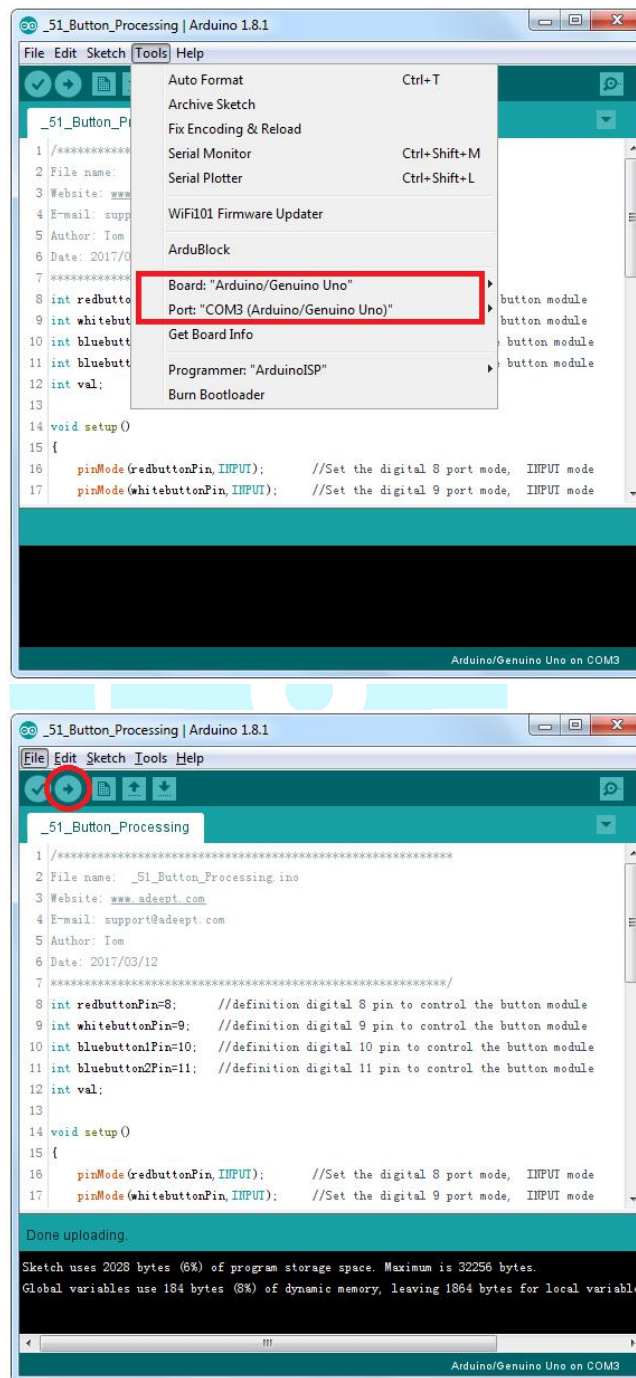 _51_Button_Processing | Arduino 1.8.1
File Edit Sketch Tools Help
Auto Format Ctrl+T
Archive Sketch
Fix Encoding & Reload
Serial Monitor Ctrl+Shift+M
Serial Plotter Ctrl+Shift+L
WiFi101 Firmware Updater
ArduBlock
Board: "Arduino/Genuino Uno"
Port: "COM3 (Arduino/Genuino Uno)"
Get Board Info
Programmer: "ArduinoISP"
Burn Bootloader
_51_Button_P
1 /***********
2 File name:
3 Website: www
4 E-mail: supp
5 Author: Tom
6 Date: 2017/0
7 ************
8 int redbutto button module
9 int whitebut button module
10 int bluebutt button module
11 int bluebutt button module
12 int val;
13
14 void setup()
15 {
16 pinMode(redbuttonPin,INPUT); //Set the digital 8 port mode, INPUT mode
17 pinMode(whitebuttonPin,INPUT); //Set the digital 9 port mode, INPUT mode
Arduino/Genuino Uno on COM3
_51_Button_Processing | Arduino 1.8.1
File Edit Sketch Tools Help
_51_Button_Processing
1 /***********************************************************
2 File name: _51_Button_Processing.ino
3 Website: www.adeept.com
4 E-mail: support@adeept.com
5 Author: Tom
6 Date: 2017/03/12
7 ***********************************************************/
8 int redbuttonPin=8; //definition digital 8 pin to control the button module
9 int whitebuttonPin=9; //definition digital 9 pin to control the button module
10 int bluebutton1Pin=10; //definition digital 10 pin to control the button module
11 int bluebutton2Pin=11; //definition digital 11 pin to control the button module
12 int val;
13
14 void setup()
15 {
16 pinMode(redbuttonPin,INPUT); //Set the digital 8 port mode, INPUT mode
17 pinMode(whitebuttonPin,INPUT); //Set the digital 9 port mode, INPUT mode
Done uploading.
Sketch uses 2028 bytes (6%) of program storage space. Maximum is 32256 bytes.
Global variables use 184 bytes (8%) of dynamic memory, leaving 1864 bytes for local variable
Arduino/Genuino Uno on COM3